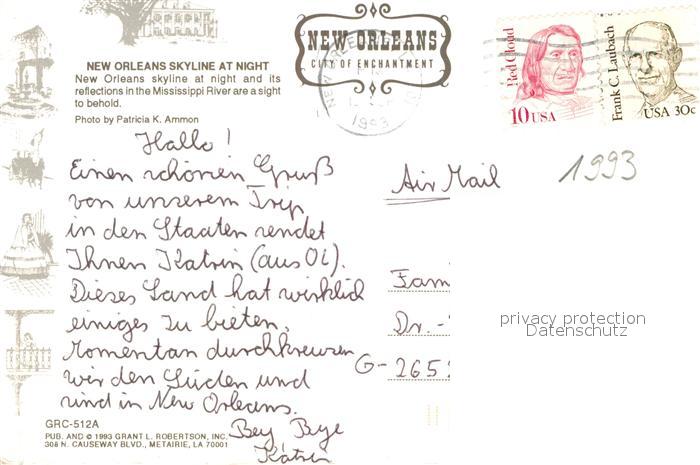 NEW ORLEANS SKYLINE AT NIGHT
New Orleans skyline at night and its
reflections in the Mississippi River are a sight
to behold.
Photo by Patricia K. Ammon
NEW ORLEANS
CITY OF ENCHANTMENT
NEW
1993
Red Cloud
10 USA
Frank C. Laubach
USA 30c
Hallo!
Einen schönen Gruß
von unserem Trip
in den Staaten sendet
Ihnen Katrin (aus Ol).
Dieses Land hat wirklich
einiges zu bieten.
Momentan durchkreuzen
wir den Süden und
sind in New Orleans.
Bey Bye
Katrin
Air Mail
1993
Fam
Dr.-
G-265
privacy protection
Datenschutz
GRC-512A
PUB. AND © 1993 GRANT L. ROBERTSON, INC.
308 N. CAUSEWAY BLVD., METAIRIE, LA 70001